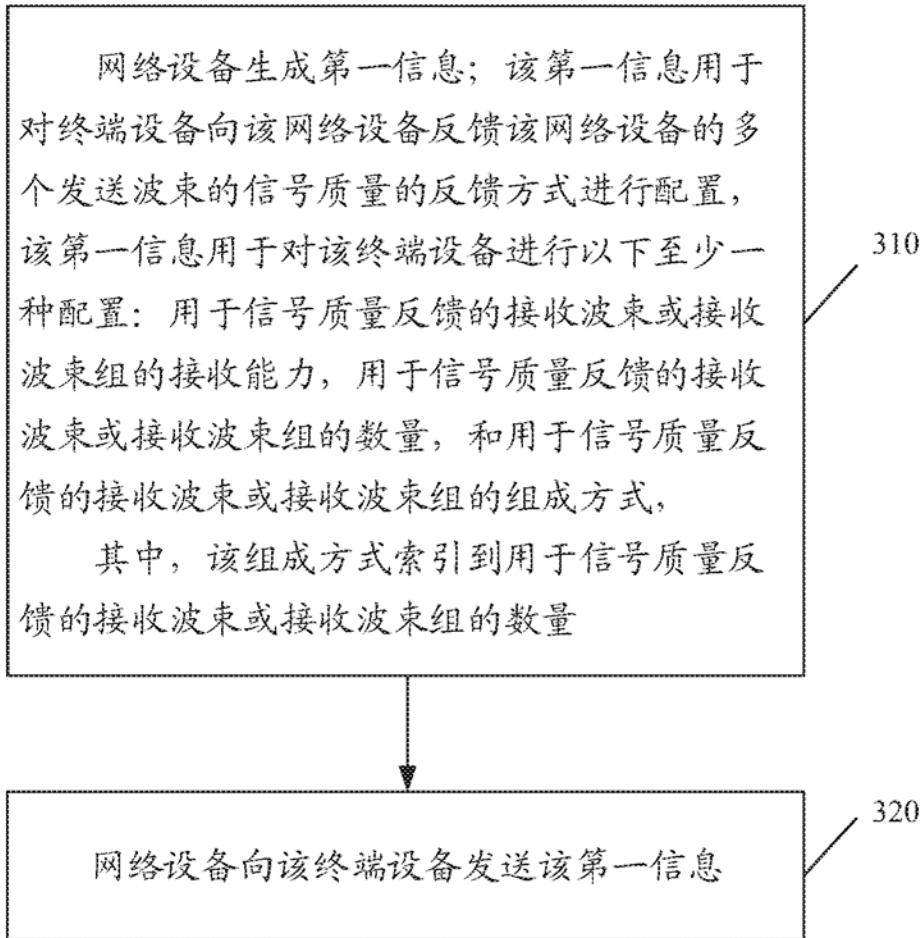 网络设备生成第一信息；该第一信息用于
对终端设备向该网络设备反馈该网络设备的多
个发送波束的信号质量的反馈方式进行配置，
该第一信息用于对该终端设备进行以下至少一
种配置：用于信号质量反馈的接收波束或接收
波束组的接收能力，用于信号质量反馈的接收
波束或接收波束组的数量，和用于信号质量反
馈的接收波束或接收波束组的组成方式，
其中，该组成方式索引到用于信号质量反
馈的接收波束或接收波束组的数量
310
网络设备向该终端设备发送该第一信息
320